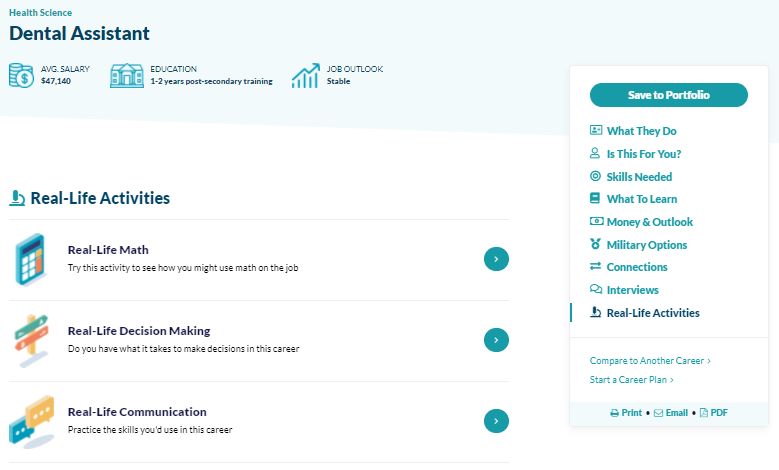 Health Science
Dental Assistant
AVG. SALARY
$47,140
EDUCATION
1-2 years post-secondary training
JOB OUTLOOK
Stable
Real-Life Activities
Real-Life Math
Try this activity to see how you might use math on the job
Real-Life Decision Making
Do you have what it takes to make decisions in this career
Real-Life Communication
Practice the skills you'd use in this career
Save to Portfolio
What They Do
Is This For You?
Skills Needed
What To Learn
Money & Outlook
Military Options
Connections
Interviews
Real-Life Activities
Compare to Another Career >
Start a Career Plan >
Print • Email • PDF